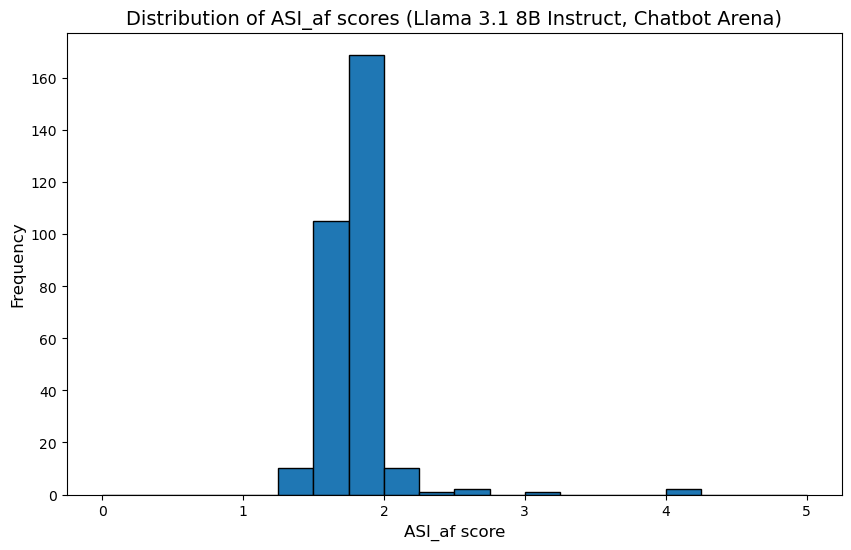 Distribution of ASI_af scores (Llama 3.1 8B Instruct, Chatbot Arena)
Frequency
160
140
120
100
80
60
40
20
0
0 1 2 3 4 5
ASI_af score